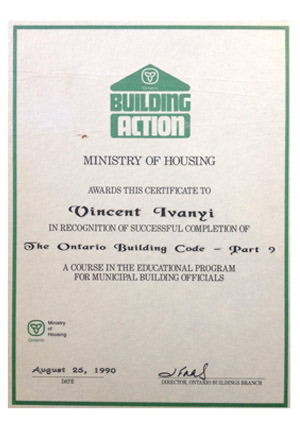 Ontario
BUILDING
ACTION
MINISTRY OF HOUSING
AWARDS THIS CERTIFICATE TO
Vincent Ivanyi
IN RECOGNITION OF SUCCESSFUL COMPLETION OF
The Ontario Building Code – Part 9
A COURSE IN THE EDUCATIONAL PROGRAM
FOR MUNICIPAL BUILDING OFFICIALS
Ministry
of
Housing
Ontario
August 25, 1990
DATE
DIRECTOR, ONTARIO BUILDINGS BRANCH